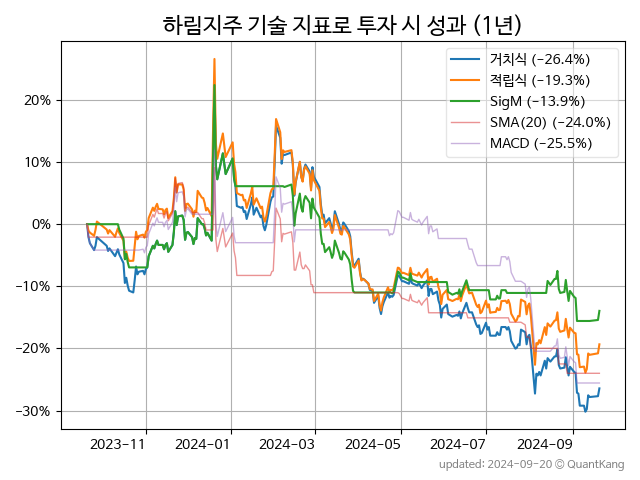 하림지주 기술 지표로 투자 시 성과 (1년)
거치식 (−26.4%)
적립식 (−19.3%)
SigM (−13.9%)
SMA(20) (−24.0%)
MACD (−25.5%)
20%
10%
0%
−10%
−20%
−30%
2023−11 2024−01 2024−03 2024−05 2024−07 2024−09
updated: 2024-09-20 © QuantKang